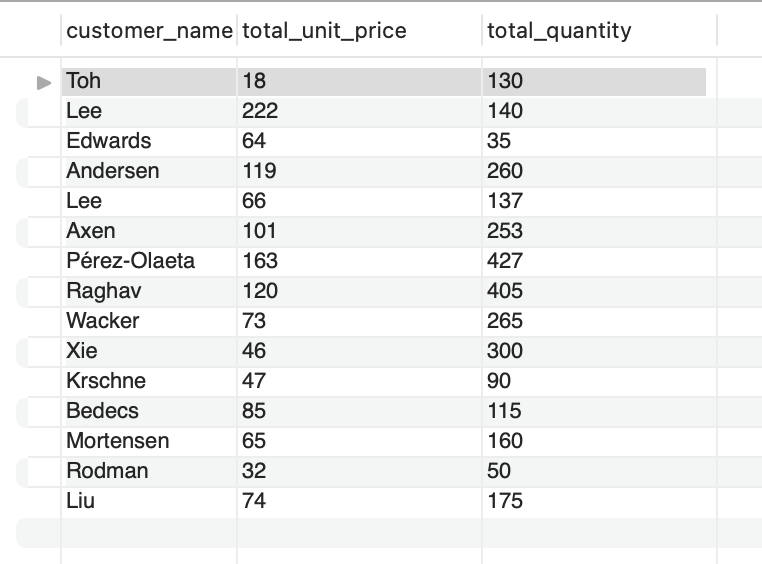 customer_name total_unit_price total_quantity
Toh 18 130
Lee 222 140
Edwards 64 35
Andersen 119 260
Lee 66 137
Axen 101 253
Pérez-Olaeta 163 427
Raghav 120 405
Wacker 73 265
Xie 46 300
Krschne 47 90
Bedecs 85 115
Mortensen 65 160
Rodman 32 50
Liu 74 175